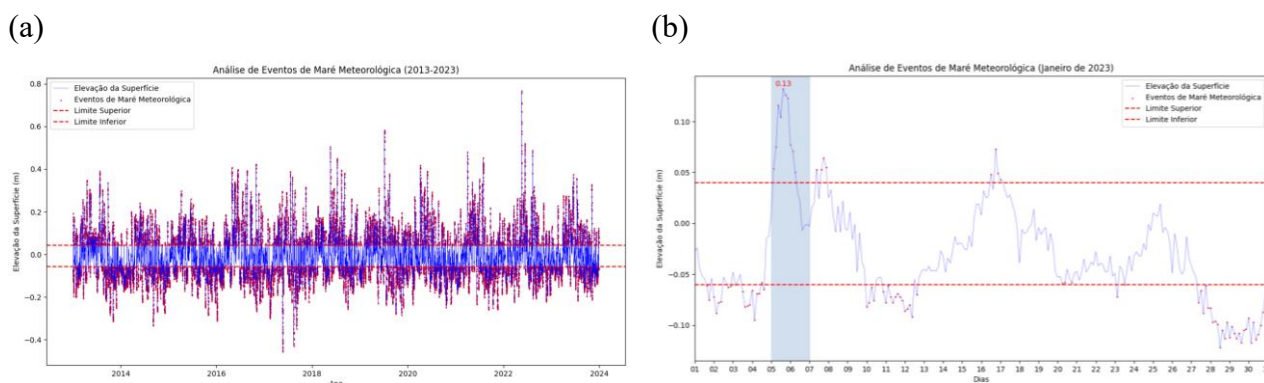 (a)
(b)
Análise de Eventos de Maré Meteorológica (2013-2023)
Elevação da Superfície
Eventos de Maré Meteorológica
Limite Superior
Limite Inferior
Elevação da Superfície (m)
0.8
0.6
0.4
0.2
0.0
−0.2
−0.4
2014
2016
2018
2020
2022
2024
Análise de Eventos de Maré Meteorológica (Janeiro de 2023)
0.13
Elevação da Superfície
Eventos de Maré Meteorológica
Limite Superior
Limite Inferior
Elevação da Superfície (m)
0.10
0.05
0.00
−0.05
−0.10
01 02 03 04 05 06 07 08 09 10 11 12 13 14 15 16 17 18 19 20 21 22 23 24 25 26 27 28 29 30
Dias